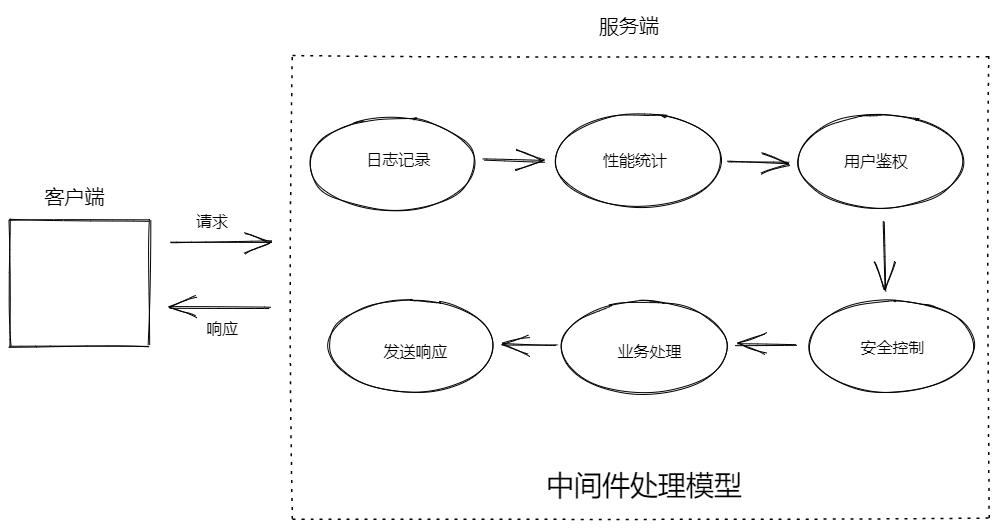 服务端
日志记录
性能统计
用户鉴权
客户端
请求
响应
发送响应
业务处理
安全控制
中间件处理模型